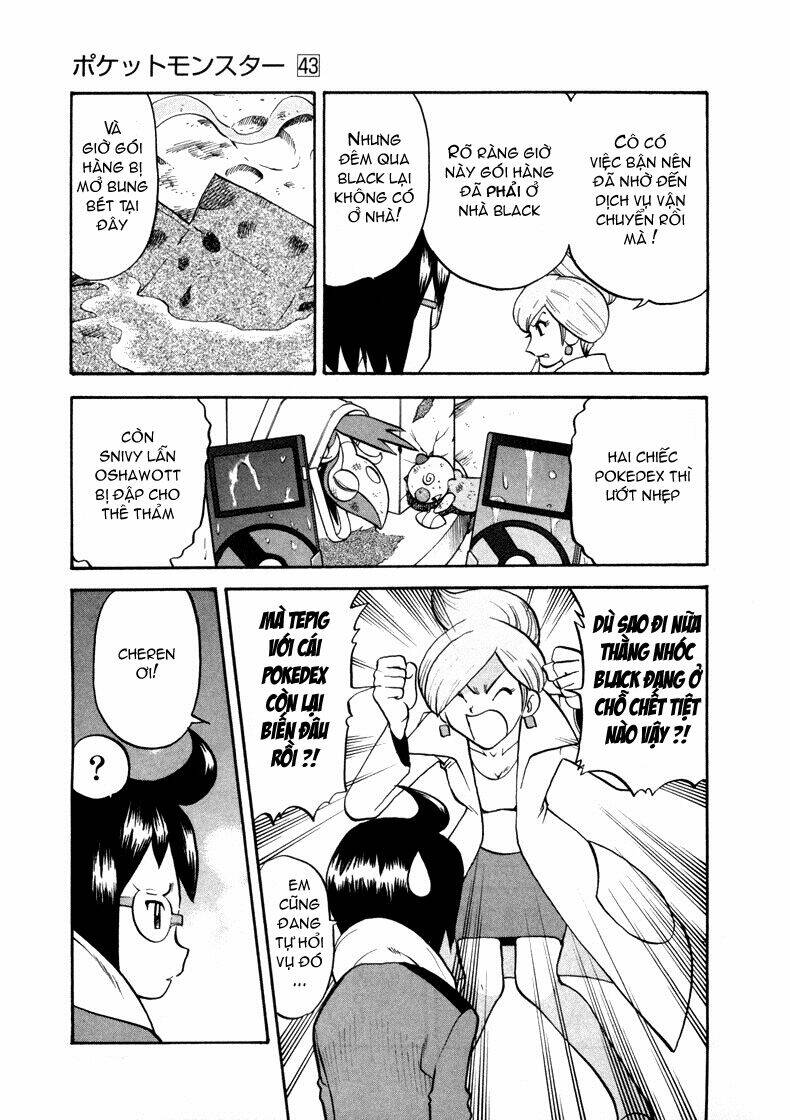 ポケットモンスター 43
CÔ CÓ
VIỆC BẬN NÊN
ĐÃ NHỜ ĐẾN
DỊCH VỤ VẬN
CHUYỂN RỒI
MÀ !
RÕ RÀNG GIỜ
NÀY GÓI HÀNG
ĐÃ PHẢI Ở
NHÀ BLACK
NHƯNG
ĐÊM QUA
BLACK LẠI
KHÔNG CÓ
Ở NHÀ!
VÀ
GIỜ GÓI
HÀNG BỊ
MỞ BUNG
BÉT TẠI
ĐÂY
HAI CHIẾC
POKEDEX THÌ
ƯỚT NHẸP
CÒN
SNIVY LẪN
OSHAWOTT
BỊ ĐẬP CHO
THÊ THẢM
DÙ SAO ĐI NỮA
THẰNG NHÓC
BLACK ĐANG Ở
CHỖ CHẾT TIỆT
NÀO VẬY ?!
MÀ TEPIG
VỚI CÁI
POKEDEX
CÒN LẠI
BIẾN ĐÂU
RỒI ?!
EM
CŨNG
ĐANG
TỰ HỎI
VỤ ĐÓ
...
CHEREN
ƠI!
?